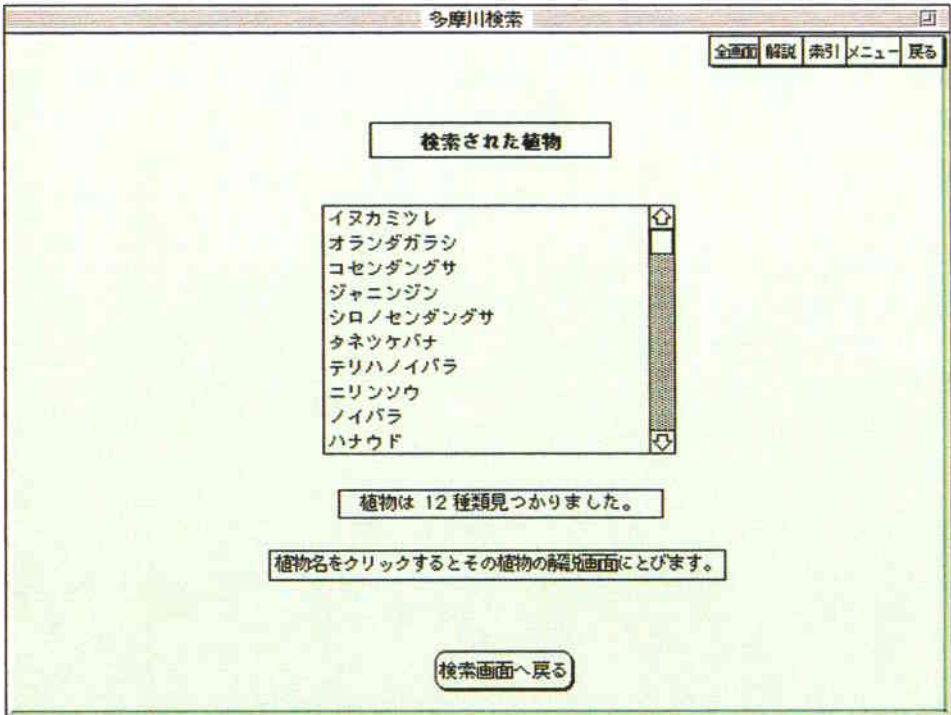 多摩川検索
全画面 解説 索引 メニュー 戻る
検索された植物
イヌカミツレ
オランダガラシ
コセンダングサ
ジャニンジン
シロノセンダングサ
タネツケバナ
テリハノイバラ
ニリンソウ
ノイバラ
ハナウド
植物は 12 種類見つかりました。
植物名をクリックするとその植物の解説画面にとびます。
検索画面へ戻る